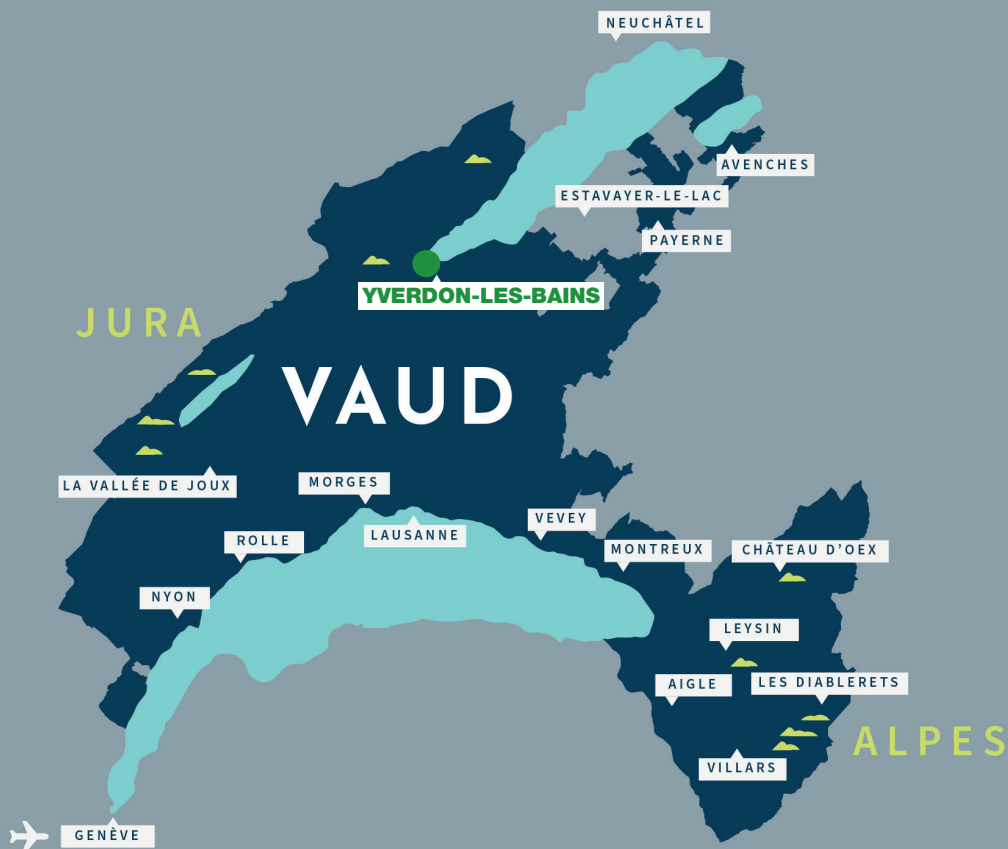 NEUCHÂTEL
AVENCHES
ESTAVAYER-LE-LAC
PAYERNE
YVERDON-LES-BAINS
JURA
VAUD
LA VALLÉE DE JOUX
MORGES
LAUSANNE
VEVEY
ROLLE
MONTREUX
CHÂTEAU D'OEX
NYON
LEYSIN
AIGLE
LES DIABLERETS
ALPES
VILLARS
GENÈVE